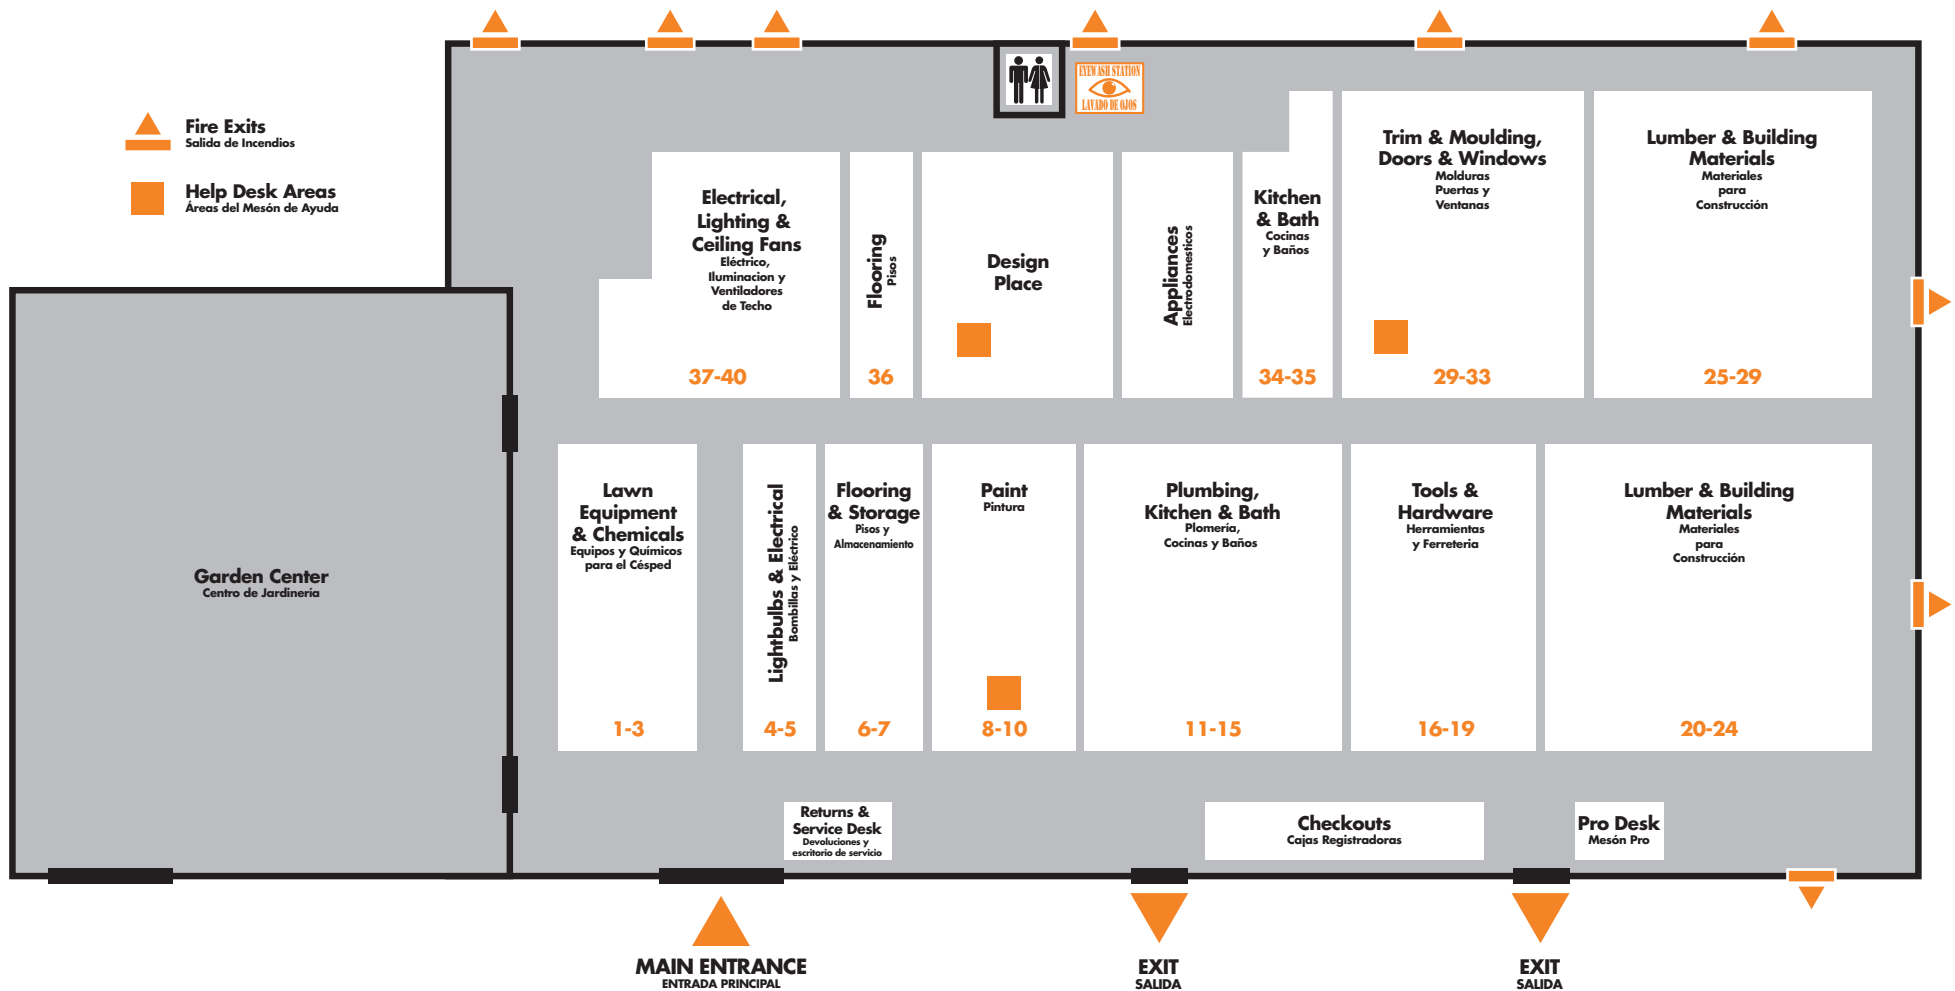 EYEWASH STATION
LAVADO DE OJOS
Fire Exits
Salida de Incendios
Help Desk Areas
Áreas del Mesón de Ayuda
Electrical,
Lighting &
Ceiling Fans
Eléctrico,
Iluminacion y
Ventiladores
de Techo
37-40
Flooring
Pisos
36
Design
Place
Appliances
Electrodomesticos
Kitchen
& Bath
Cocinas
y Baños
34-35
Trim & Moulding,
Doors & Windows
Molduras
Puertas y
Ventanas
29-33
Lumber & Building
Materials
Materiales
para
Construcción
25-29
Garden Center
Centro de Jardinería
Lawn
Equipment
& Chemicals
Equipos y Químicos
para el Césped
1-3
Lightbulbs & Electrical
Bombillas y Eléctrico
4-5
Flooring
& Storage
Pisos y
Almacenamiento
6-7
Paint
Pintura
8-10
Plumbing,
Kitchen & Bath
Plomería,
Cocinas y Baños
11-15
Tools &
Hardware
Herramientas
y Ferreteria
16-19
Lumber & Building
Materials
Materiales
para
Construcción
20-24
Returns &
Service Desk
Devoluciones y
escritorio de servicio
Checkouts
Cajas Registradoras
Pro Desk
Mesón Pro
MAIN ENTRANCE
ENTRADA PRINCIPAL
EXIT
SALIDA
EXIT
SALIDA